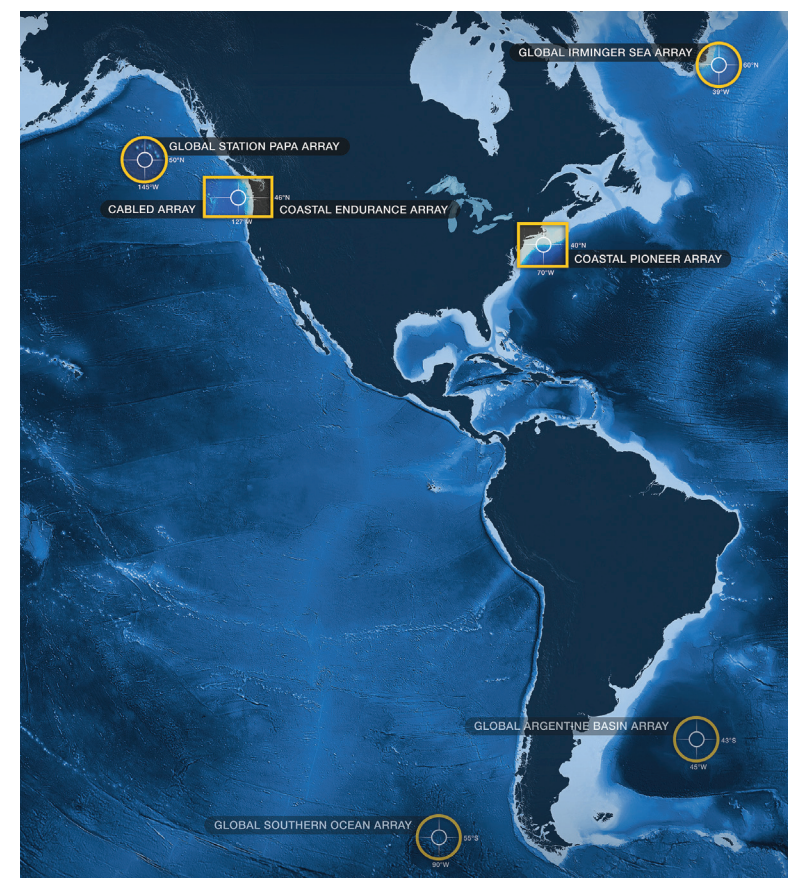 GLOBAL IRMINGER SEA ARRAY
60°N
39°W
GLOBAL STATION PAPA ARRAY
50°N
145°W
CABLED ARRAY
46°N
127°W
COASTAL ENDURANCE ARRAY
40°N
70°W
COASTAL PIONEER ARRAY
GLOBAL ARGENTINE BASIN ARRAY
43°S
45°W
GLOBAL SOUTHERN OCEAN ARRAY
55°S
90°W